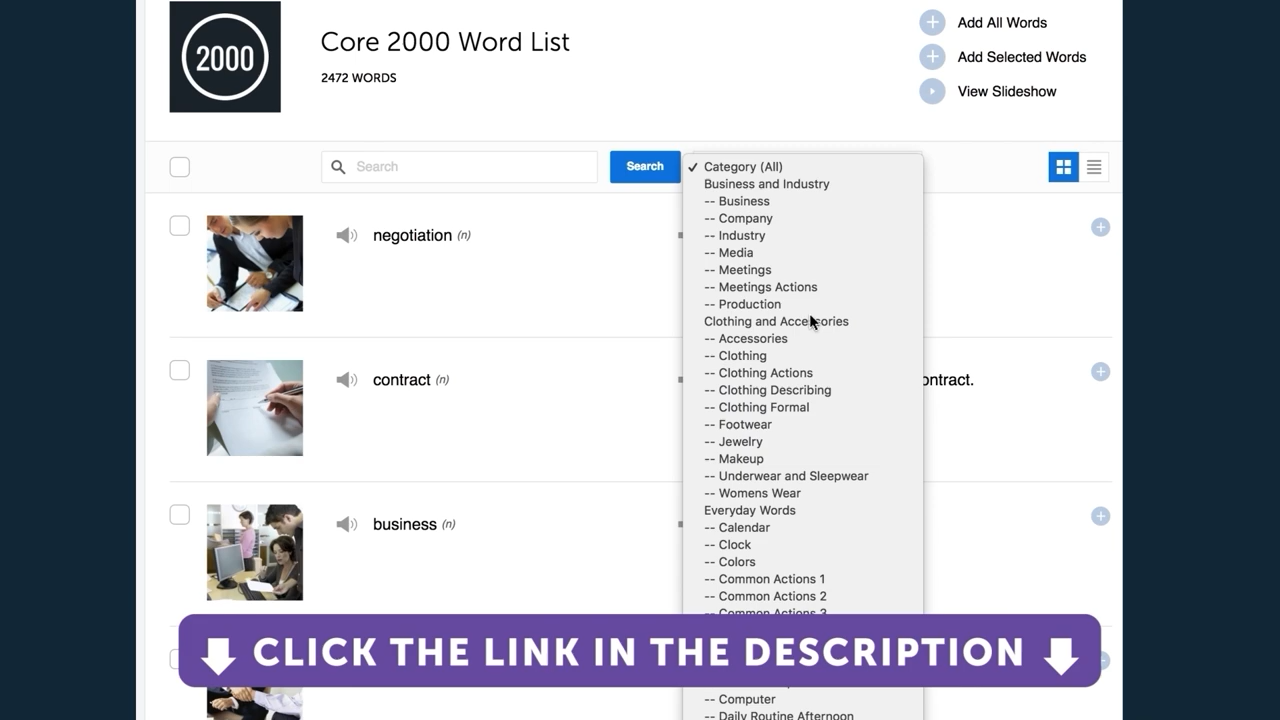 2000
Core 2000 Word List
2472 WORDS
Add All Words
Add Selected Words
View Slideshow
Search
Search
Category (All)
Business and Industry
-- Business
-- Company
-- Industry
-- Media
-- Meetings
-- Meetings Actions
-- Production
Clothing and Accessories
-- Accessories
-- Clothing
-- Clothing Actions
-- Clothing Describing
-- Clothing Formal
-- Footwear
-- Jewelry
-- Makeup
-- Underwear and Sleepwear
-- Womens Wear
Everyday Words
-- Calendar
-- Clock
-- Colors
-- Common Actions 1
-- Common Actions 2
-- Common Actions 3
-- Computer
-- Daily Routine Afternoon
negotiation (n)
contract (n)
ontract.
business (n)
CLICK THE LINK IN THE DESCRIPTION